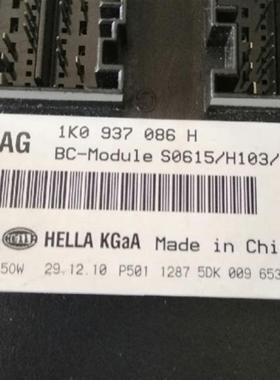 AG 1K0 937 086 H
BC-Module S0615/H103/
HELLA
HELLA KGaA Made in Chi
50W 29.12.10 P501 1287 5DK 009 653